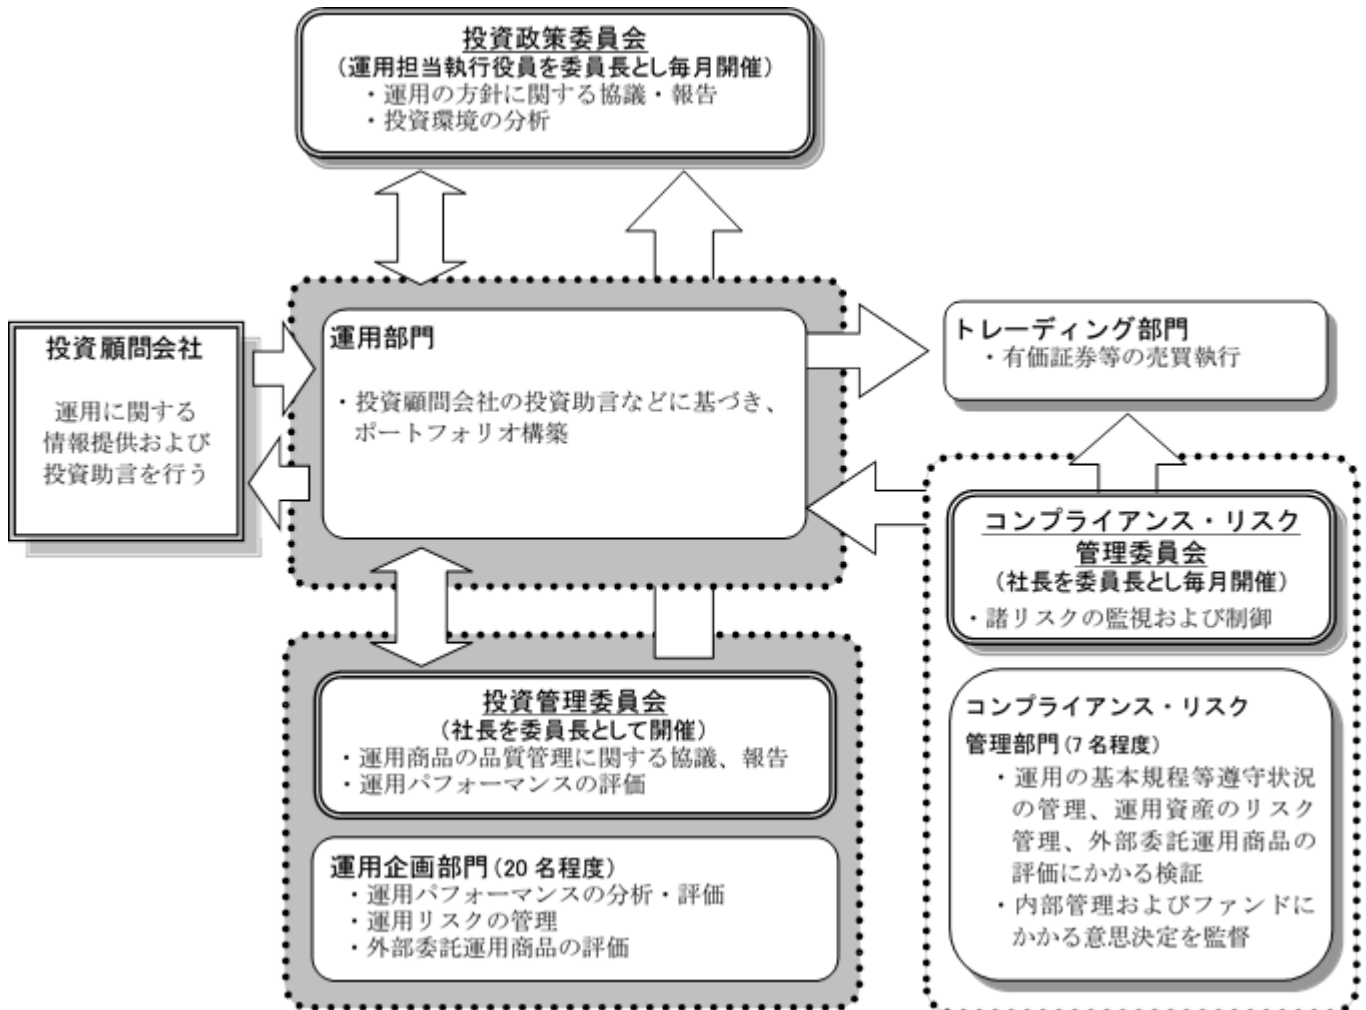 投資政策委員会
（運用担当執行役員を委員長とし毎月開催）
・運用の方針に関する協議・報告
・投資環境の分析
投資顧問会社
運用に関する
情報提供および
投資助言を行う
運用部門
・投資顧問会社の投資助言などに基づき、
ポートフォリオ構築
トレーディング部門
・有価証券等の売買執行
コンプライアンス・リスク
管理委員会
（社長を委員長とし毎月開催）
・諸リスクの監視および制御
投資管理委員会
（社長を委員長として開催）
・運用商品の品質管理に関する協議、報告
・運用パフォーマンスの評価
運用企画部門（20 名程度）
・運用パフォーマンスの分析・評価
・運用リスクの管理
・外部委託運用商品の評価
コンプライアンス・リスク
管理部門（7 名程度）
・運用の基本規程等遵守状況
の管理、運用資産のリスク
管理、外部委託運用商品の
評価にかかる検証
・内部管理およびファンドに
かかる意思決定を監督